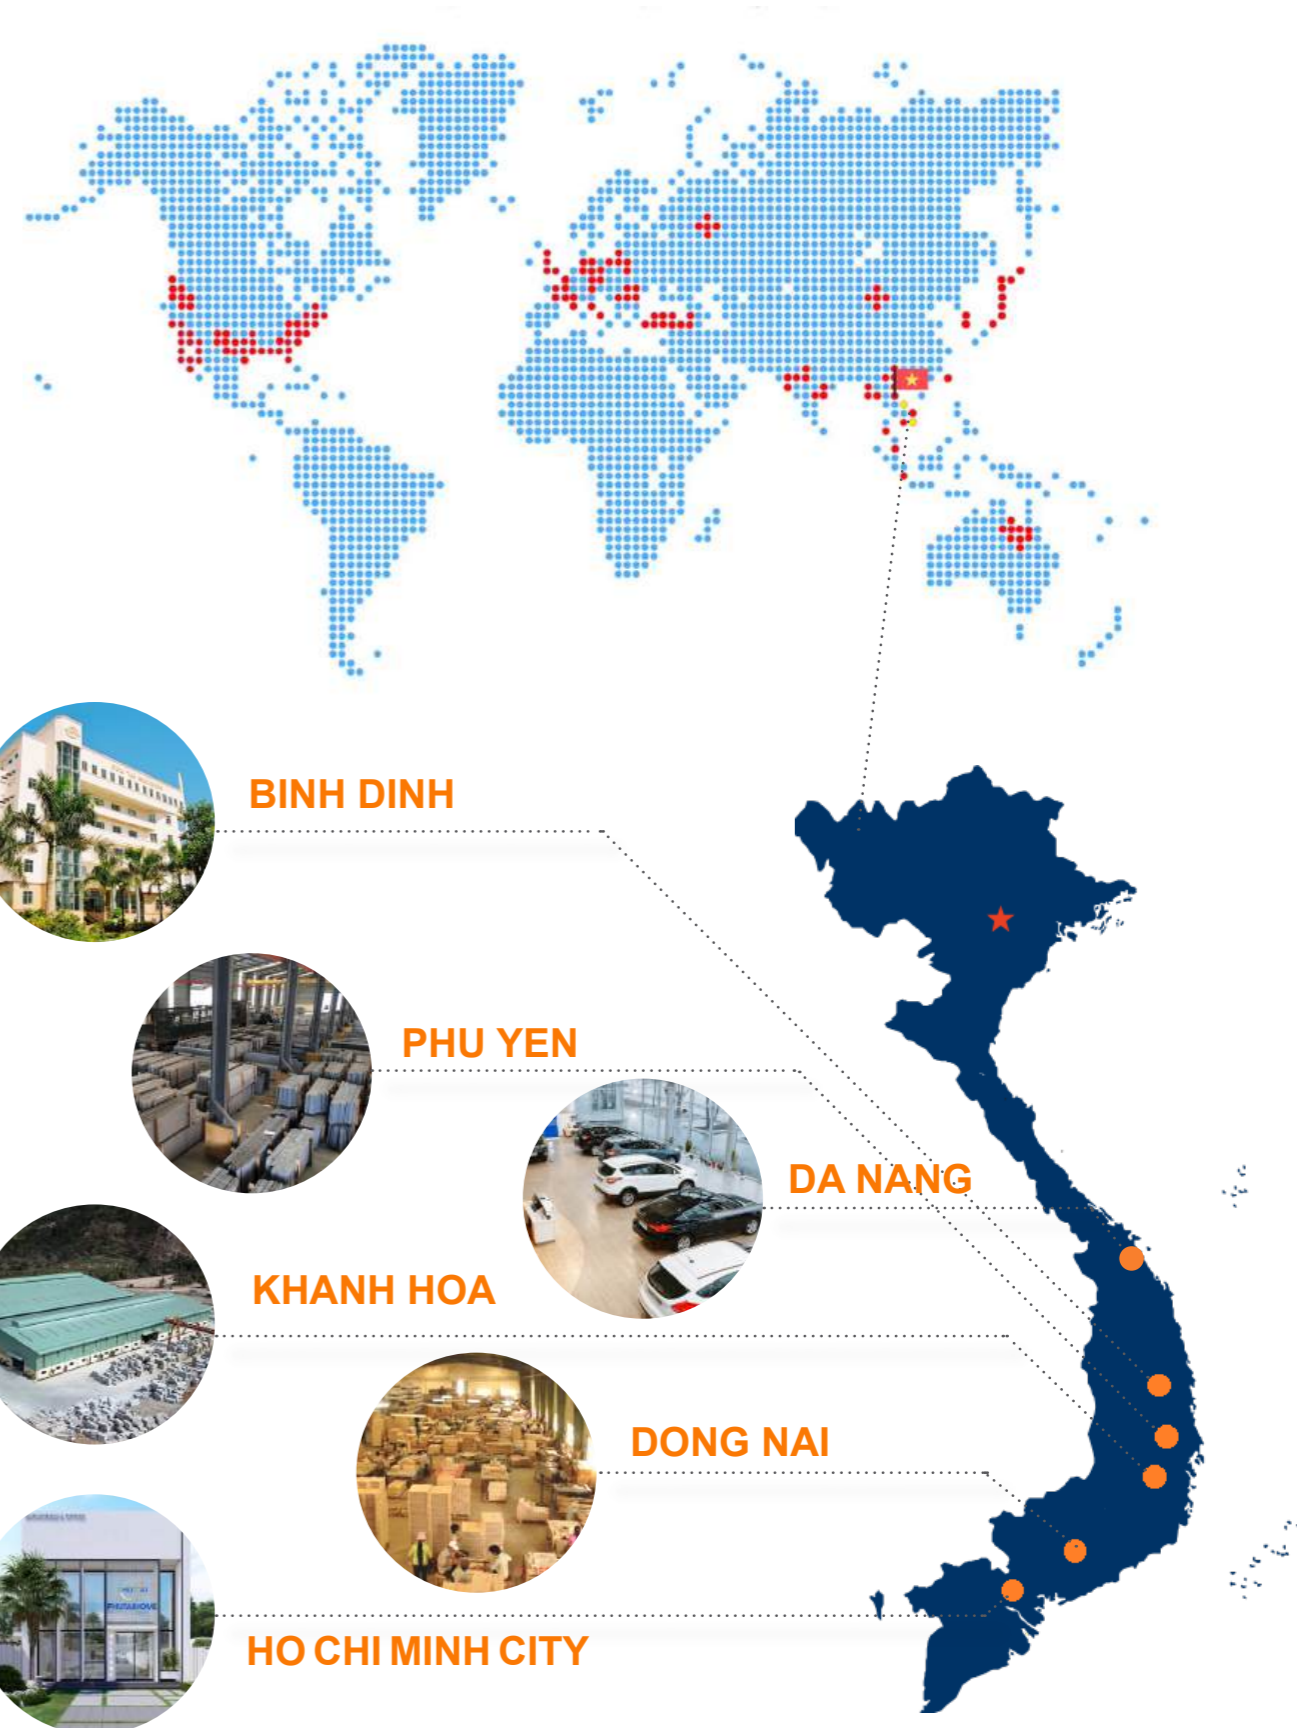 BINH DINH
PHU YEN
DA NANG
KHANH HOA
DONG NAI
HO CHI MINH CITY